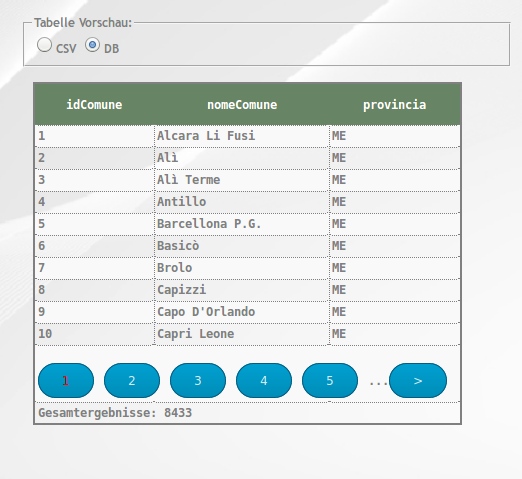 Tabelle Vorschau:
CSV DB
idComune nomeComune provincia
1 Alcara Li Fusi ME
2 Alì ME
3 Alì Terme ME
4 Antillo ME
5 Barcellona P.G. ME
6 Basicò ME
7 Brolo ME
8 Capizzi ME
9 Capo D'Orlando ME
10 Capri Leone ME
1 2 3 4 5 ... >
Gesamtergebnisse: 8433